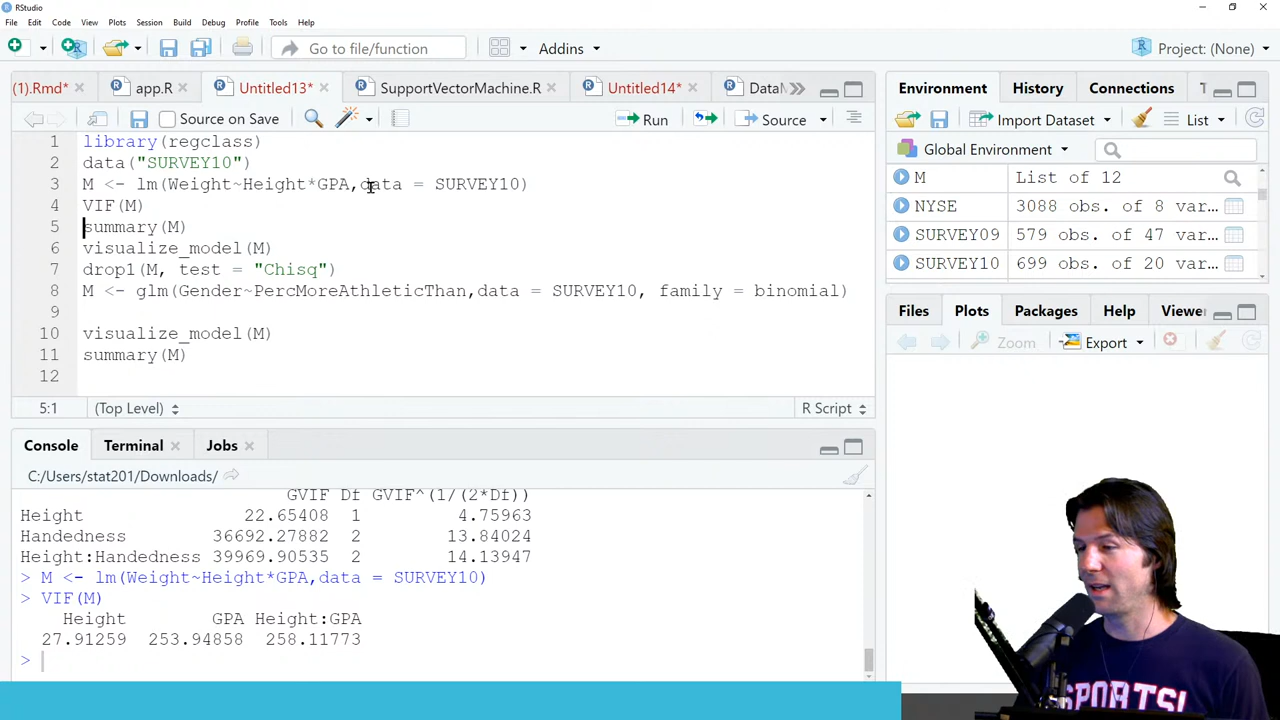 RStudio
File Edit Code View Plots Session Build Debug Profile Tools Help
Go to file/function Addins Project: (None)
(1).Rmd* app.R Untitled13* SupportVectorMachine.R Untitled14* DataM
Source on Save Run Source
1 library(regclass)
2 data("SURVEY10")
3 M <- lm(Weight~Height*GPA,data = SURVEY10)
4 VIF(M)
5 summary(M)
6 visualize_model(M)
7 drop1(M, test = "Chisq")
8 M <- glm(Gender~PercMoreAthleticThan,data = SURVEY10, family = binomial)
9
10 visualize_model(M)
11 summary(M)
12
5:1 (Top Level) R Script
Console Terminal Jobs
C:/Users/stat201/Downloads/
GVIF Df GVIF^(1/(2*Df))
Height 22.65408 1 4.75963
Handedness 36692.27882 2 13.84024
Height:Handedness 39969.90535 2 14.13947
> M <- lm(Weight~Height*GPA,data = SURVEY10)
> VIF(M)
Height GPA Height:GPA
27.91259 253.94858 258.11773
>
Environment History Connections T
Import Dataset List
Global Environment
M List of 12
NYSE 3088 obs. of 8 var...
SURVEY09 579 obs. of 47 var...
SURVEY10 699 obs. of 20 var...
Files Plots Packages Help Viewer
Zoom Export
SPORTS!